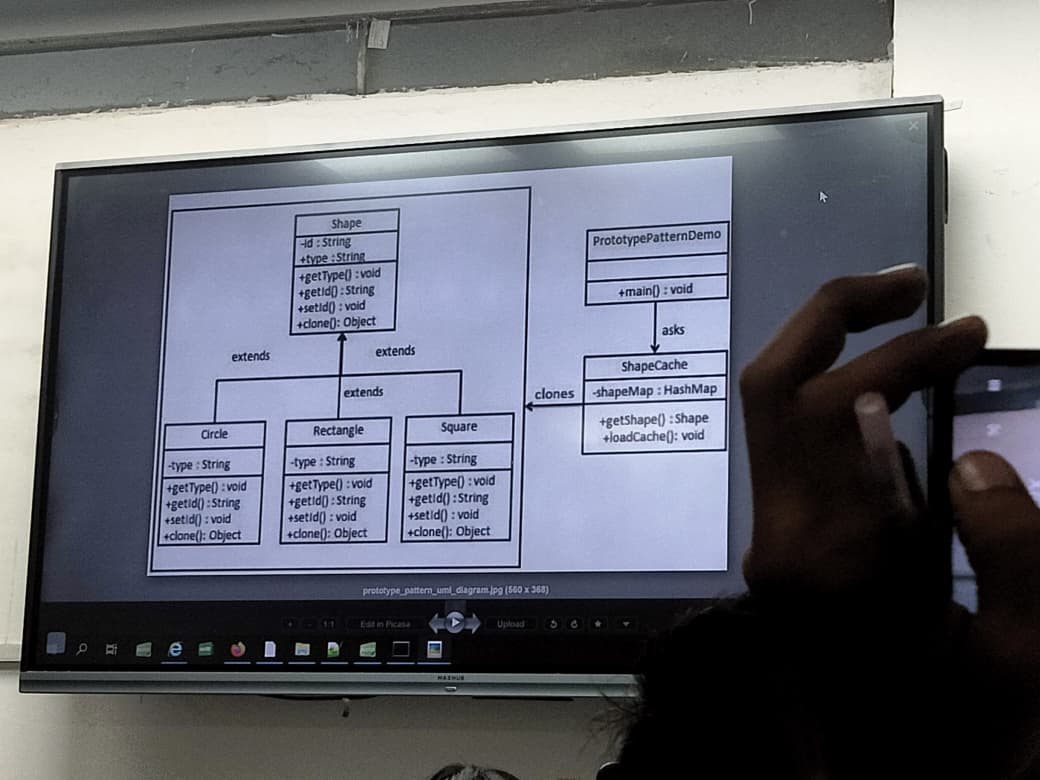 Shape
-id : String
+type : String
+getType() : void
+getId() : String
+setId() : void
+clone(): Object
extends
extends
extends
Circle
-type : String
+getType() : void
+getId() : String
+setId() : void
+clone(): Object
Rectangle
-type : String
+getType() : void
+getId() : String
+setId() : void
+clone(): Object
Square
-type : String
+getType() : void
+getId() : String
+setId() : void
+clone(): Object
PrototypePatternDemo
+main() : void
asks
ShapeCache
-shapeMap : HashMap
+getShape() : Shape
+loadCache(): void
clones
prototype_pattern_uml_diagram.jpg (560 x 368)
1:1
Edit in Picasa
Upload
MAXHUB